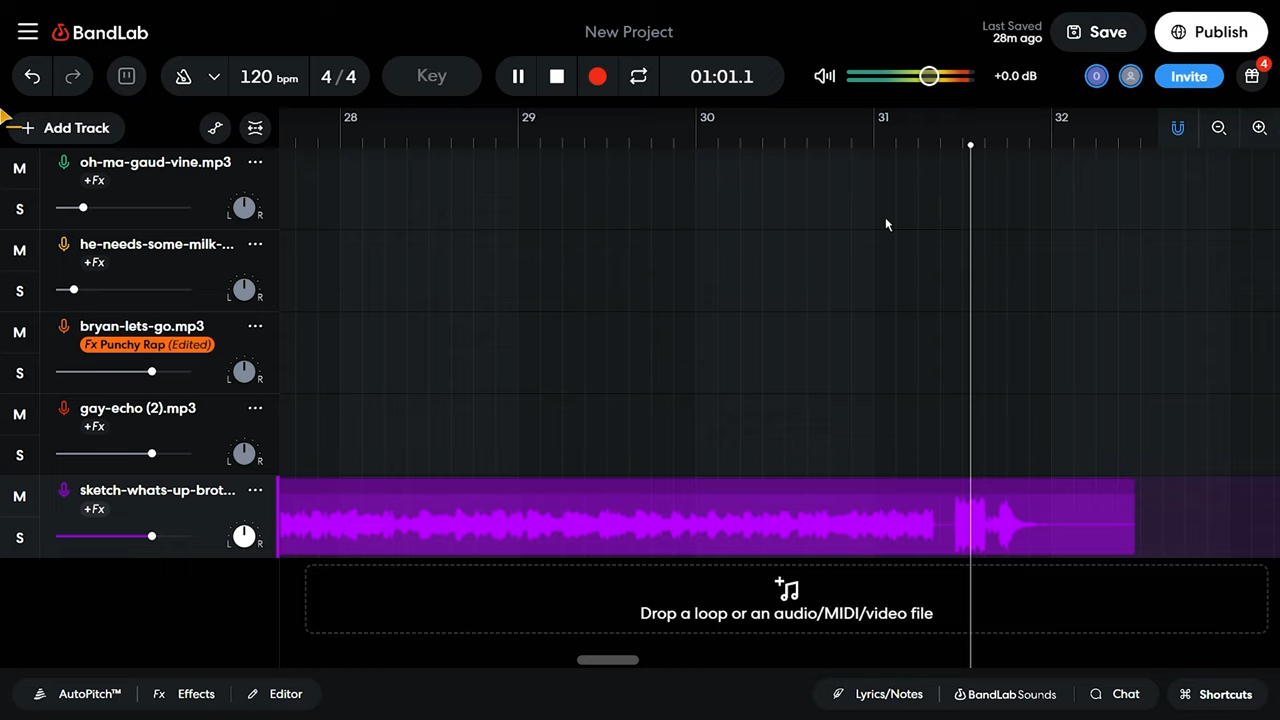 BandLab
New Project
Last Saved
28m ago
Save
Publish
120 bpm
4/4
Key
01:01.1
+0.0 dB
O
Invite
4
+ Add Track
28
29
30
31
32
M
oh-ma-gaud-vine.mp3
+Fx
S
L R
M
he-needs-some-milk-...
+Fx
S
L R
M
bryan-lets-go.mp3
Fx Punchy Rap (Edited)
S
L R
M
gay-echo (2).mp3
+Fx
S
L R
M
sketch-whats-up-brot...
+Fx
S
L R
Drop a loop or an audio/MIDI/video file
AutoPitch™
Fx Effects
Editor
Lyrics/Notes
BandLab Sounds
Chat
Shortcuts